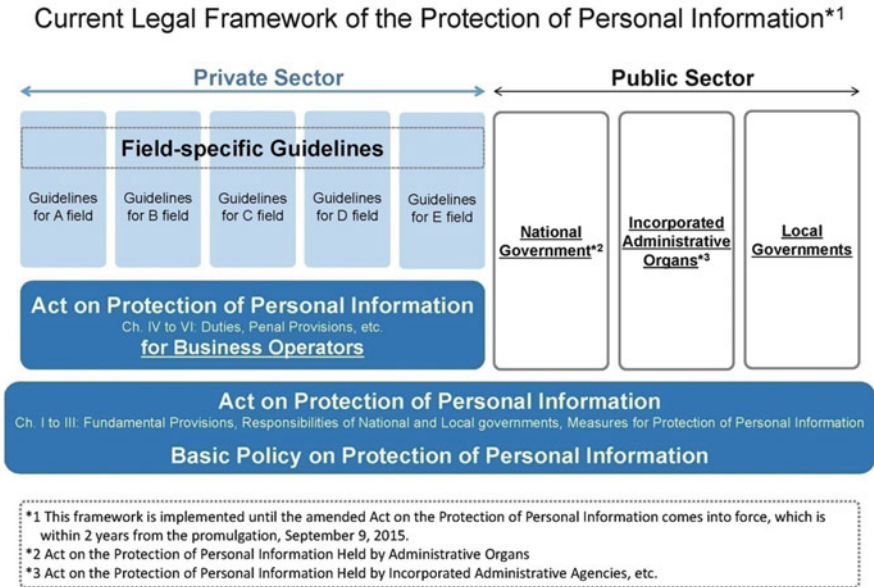 Current Legal Framework of the Protection of Personal Information*1
Private Sector
Public Sector
Field-specific Guidelines
Guidelines
for A field
Guidelines
for B field
Guidelines
for C field
Guidelines
for D field
Guidelines
for E field
National
Government*2
Incorporated
Administrative
Organs*3
Local
Governments
Act on Protection of Personal Information
Ch. IV to VI: Duties, Penal Provisions, etc.
for Business Operators
Act on Protection of Personal Information
Ch. I to III: Fundamental Provisions, Responsibilities of National and Local governments, Measures for Protection of Personal Information
Basic Policy on Protection of Personal Information
*1 This framework is implemented until the amended Act on the Protection of Personal Information comes into force, which is
within 2 years from the promulgation, September 9, 2015.
*2 Act on the Protection of Personal Information Held by Administrative Organs
*3 Act on the Protection of Personal Information Held by Incorporated Administrative Agencies, etc.